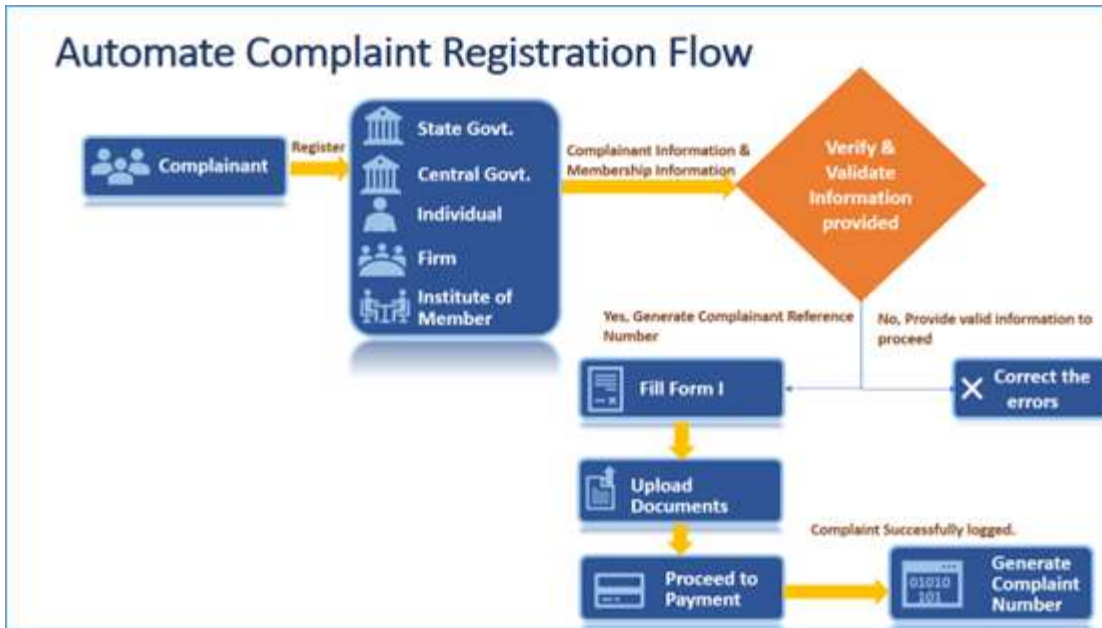 Automate Complaint Registration Flow
Complainant
Register
State Govt.
Central Govt.
Individual
Firm
Institute of
Member
Complainant Information &
Membership Information
Verify &
Validate
Information
provided
Yes, Generate Complainant Reference
Number
No, Provide valid information to
proceed
Fill Form I
Correct the
errors
Upload
Documents
Complaint Successfully logged.
Proceed to
Payment
01010
101
Generate
Complaint
Number